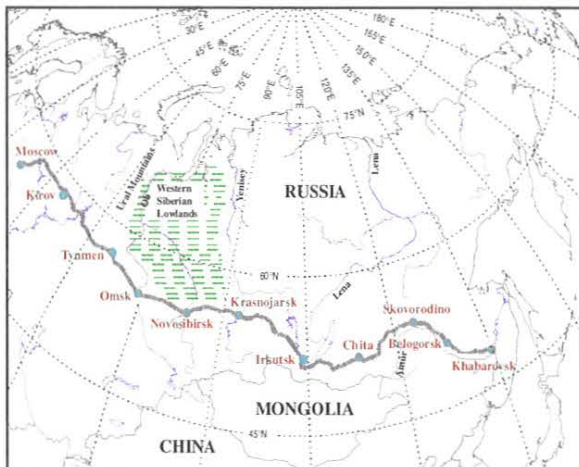 180°E
165°E
150°E
135°E
120°E
105°E
90°E
75°E
60°E
30°E
75°N
Moscow
Kirov
Ural Mountains
Ob
Western
Siberian
Lowlands
Yenisey
RUSSIA
Lena
Tyumen
Omsk
Novosibirsk
Krasnojarsk
60°N
Lena
Irkutsk
Chita
Skovorodino
Amur
Belogorsk
Khabarovsk
MONGOLIA
CHINA
45°N